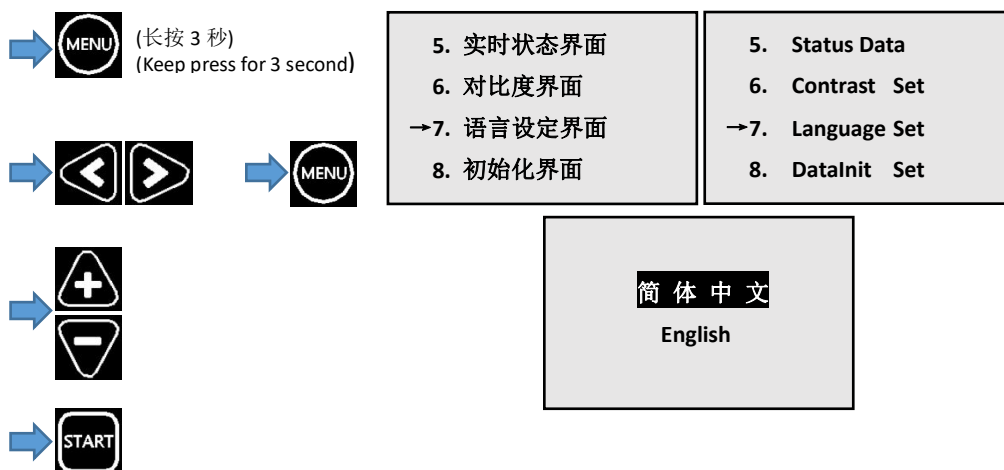 MENU
(长按 3 秒)
(Keep press for 3 second)
5. 实时状态界面
6. 对比度界面
→7. 语言设定界面
8. 初始化界面
5. Status Data
6. Contrast Set
→7. Language Set
8. DataInit Set
< > MENU
简 体 中 文
English
+
-
START